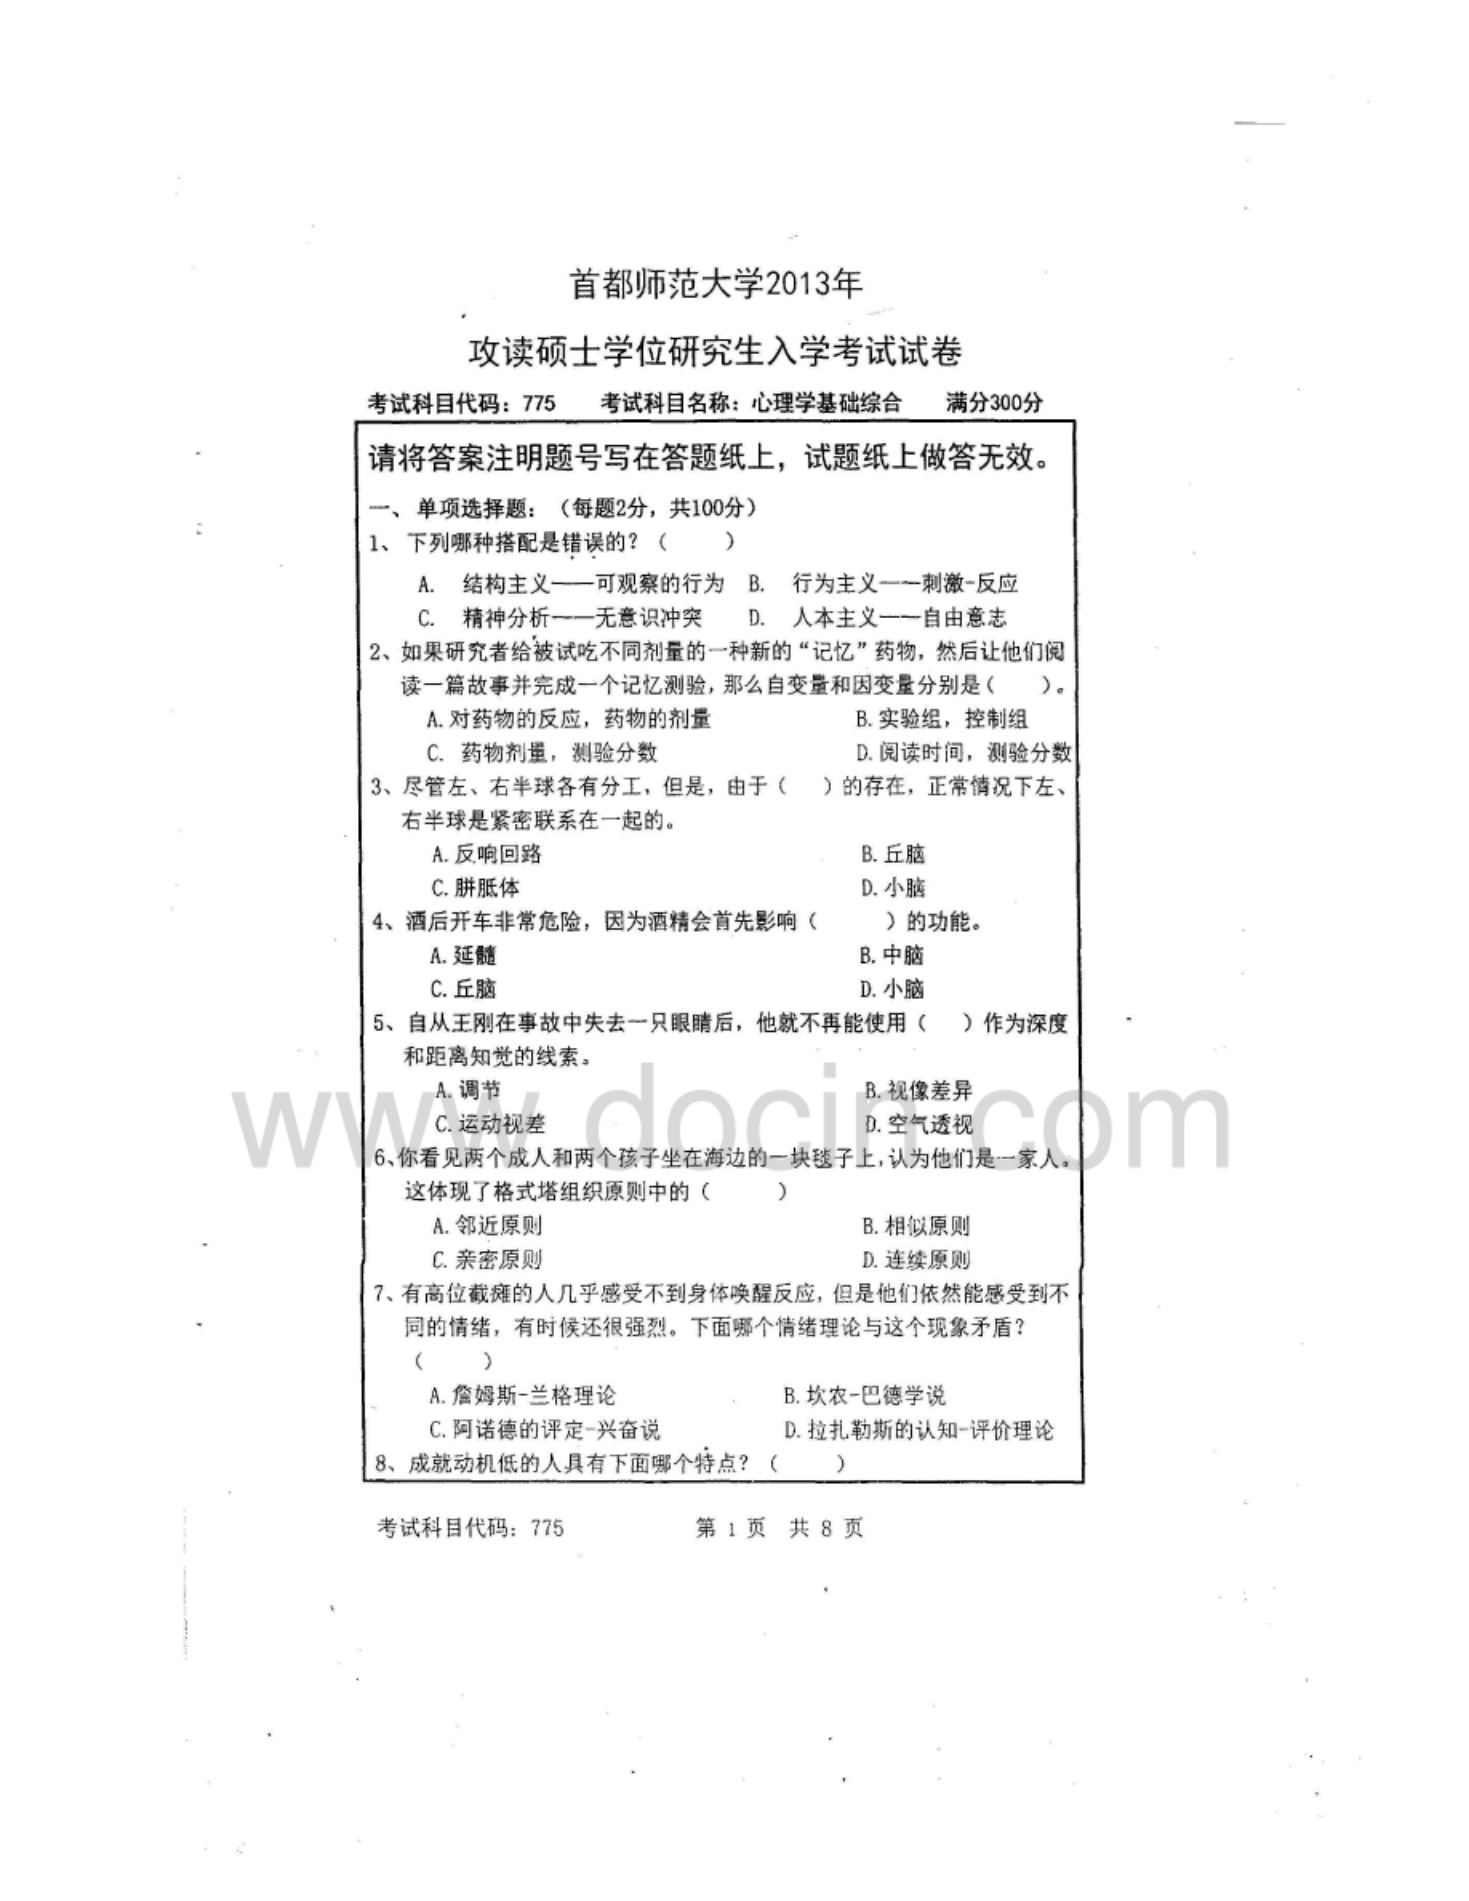 首都师范大学2013年
攻读硕士学位研究生入学考试试卷
考试科目代码：775 考试科目名称：心理学基础综合 满分300分
请将答案注明题号写在答题纸上，试题纸上做答无效。
一、单项选择题：（每题2分，共100分）
1、下列哪种搭配是错误的？（ ）
A. 结构主义——可观察的行为 B. 行为主义——刺激-反应
C. 精神分析——无意识冲突 D. 人本主义——自由意志
2、如果研究者给被试吃不同剂量的一种新的“记忆”药物，然后让他们阅
读一篇故事并完成一个记忆测验，那么自变量和因变量分别是（ ）。
A.对药物的反应，药物的剂量 B.实验组，控制组
C. 药物剂量，测验分数 D.阅读时间，测验分数
3、尽管左、右半球各有分工，但是，由于（ ）的存在，正常情况下左、
右半球是紧密联系在一起的。
A.反响回路 B.丘脑
C.胼胝体 D.小脑
4、酒后开车非常危险，因为酒精会首先影响（ ）的功能。
A.延髓 B.中脑
C.丘脑 D.小脑
5、自从王刚在事故中失去一只眼睛后，他就不再能使用（ ）作为深度
和距离知觉的线索。
A.调节 B.视像差异
C.运动视差 D.空气透视
www.docin.com
6、你看见两个成人和两个孩子坐在海边的一块毯子上，认为他们是一家人。
这体现了格式塔组织原则中的（ ）
A.邻近原则 B.相似原则
C.亲密原则 D.连续原则
7、有高位截瘫的人几乎感受不到身体唤醒反应，但是他们依然能感受到不
同的情绪，有时候还很强烈。下面哪个情绪理论与这个现象矛盾？
（ ）
A.詹姆斯-兰格理论 B.坎农-巴德学说
C.阿诺德的评定-兴奋说 D.拉扎勒斯的认知-评价理论
8、成就动机低的人具有下面哪个特点？（ ）
考试科目代码：775 第 1 页 共 8 页